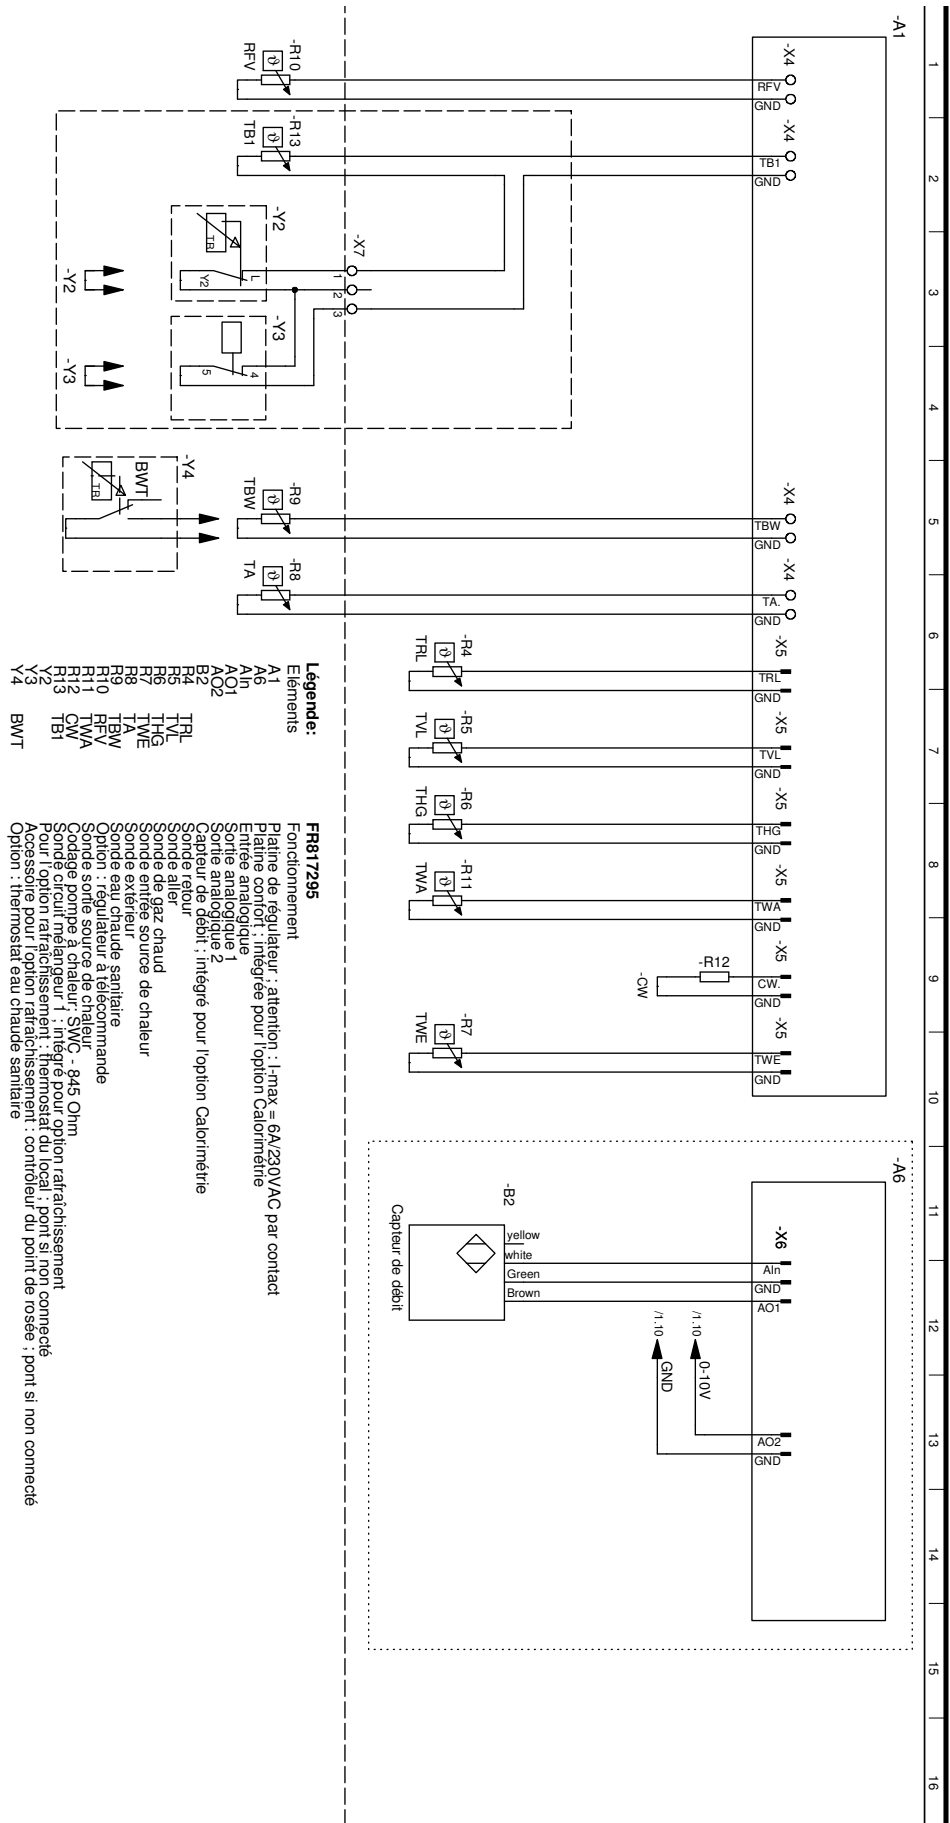 1
2
3
4
5
6
7
8
9
10
11
12
13
14
15
16
-A1
-X4
RFV
GND
-X4
TB1
GND
-X4
TBW
GND
-X4
TA.
GND
-X5
TRL
GND
-X5
TVL
GND
-X5
THG
GND
-X5
TWA
GND
-X5
CW.
GND
-X5
TWE
GND
-A6
-X6
AIn
GND
AO1
AO2
GND
0-10V
/1.10
GND
/1.10
-B2
yellow
white
Green
Brown
Capteur de débit
-R4
ϑ
TRL
-R5
ϑ
TVL
-R6
ϑ
THG
-R11
ϑ
TWA
-R12
-CW
-R7
ϑ
TWE
-R10
ϑ
RFV
-R13
ϑ
TB1
-R9
ϑ
TBW
-R8
ϑ
TA
-X7
1
2
3
-Y2
TR
L
Y2
-Y3
4
5
-Y2
-Y3
-Y4
BWT
TR
Légende: FR817295
Eléments Fonctionnement
A1 Platine de régulateur ; attention : I-max = 6A/230VAC par contact
A6 Platine confort ; intégrée pour l'option Calorimétrie
AIn Entrée analogique
AO1 Sortie analogique 1
AO2 Sortie analogique 2
B2 Capteur de débit ; intégré pour l'option Calorimétrie
R4 TRL Sonde retour
R5 TVL Sonde aller
R6 THG Sonde de gaz chaud
R7 TWE Sonde entrée source de chaleur
R8 TA Sonde extérieur
R9 TBW Sonde eau chaude sanitaire
R10 RFV Option : régulateur à télécommande
R11 TWA Sonde sortie source de chaleur
R12 CW Codage pompe à chaleur; SWC - 845 Ohm
R13 TB1 Sonde circuit mélangeur 1 ; intégré pour option rafraîchissement
Y2 Pour l'option rafraîchissement : thermostat du local ; pont si non connecté
Y3 Accessoire pour l'option rafraîchissement : contrôleur du point de rosée ; pont si non connecté
Y4 BWT Option : thermostat eau chaude sanitaire